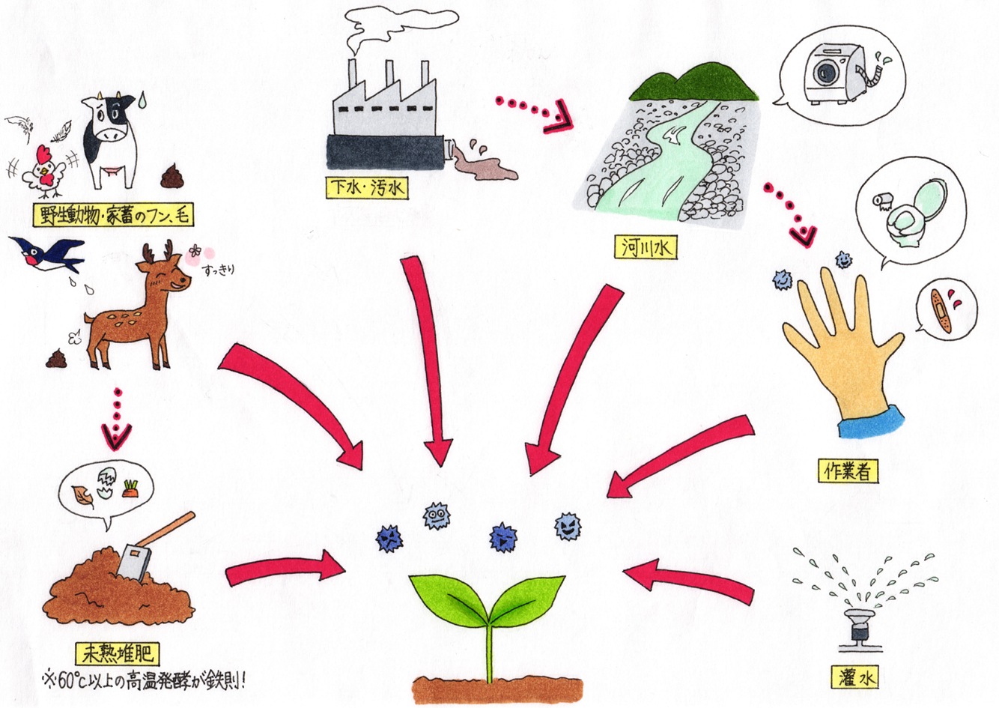 下水・汚水
野生動物・家畜のフン、毛
河川水
すっきり
作業者
未熟堆肥
※60℃以上の高温発酵が鉄則!
灌水